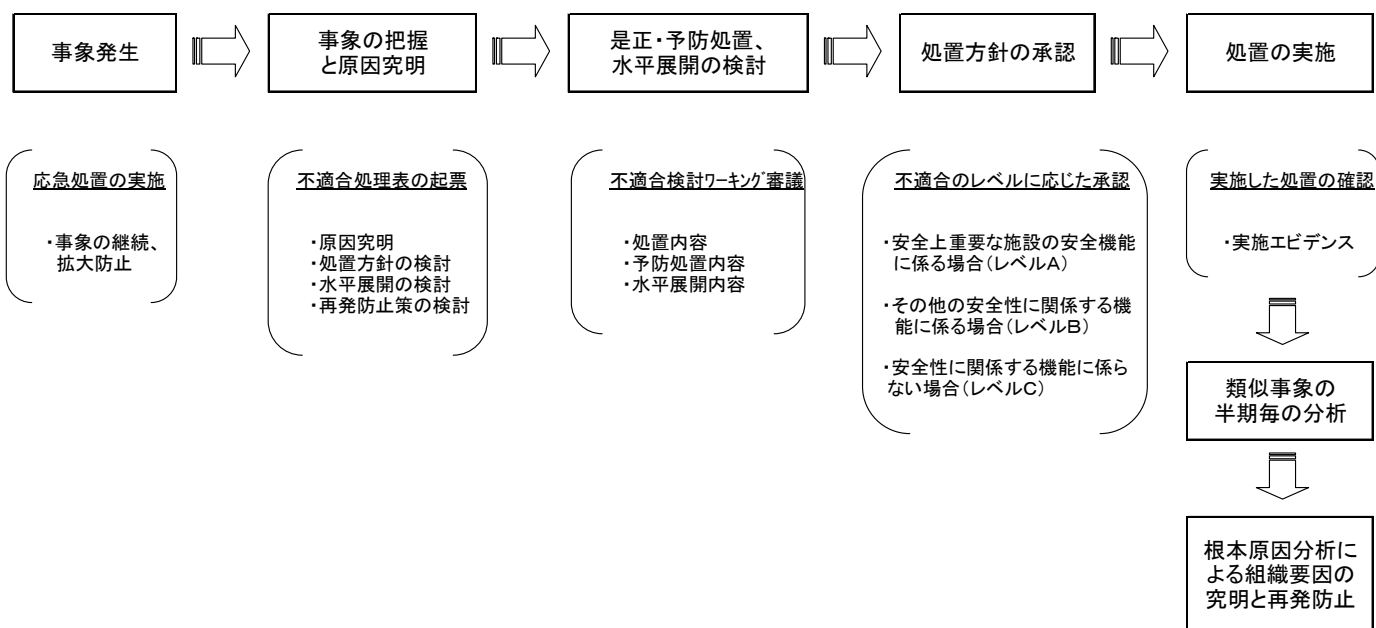 事象発生
事象の把握
と原因究明
是正・予防処置、
水平展開の検討
処置方針の承認
処置の実施
応急処置の実施
・事象の継続、
拡大防止
不適合処理表の起票
・原因究明
・処置方針の検討
・水平展開の検討
・再発防止策の検討
不適合検討ﾜｰｷﾝｸﾞ審議
・処置内容
・予防処置内容
・水平展開内容
不適合のレベルに応じた承認
・安全上重要な施設の安全機能
に係る場合(レベルA)
・その他の安全性に関係する機
能に係る場合(レベルB)
・安全性に関係する機能に係ら
ない場合(レベルC)
実施した処置の確認
・実施エビデンス
類似事象の
半期毎の分析
根本原因分析に
よる組織要因の
究明と再発防止